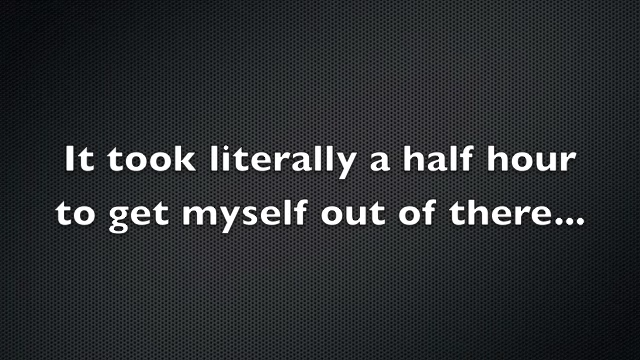 It took literally a half hour
to get myself out of there...